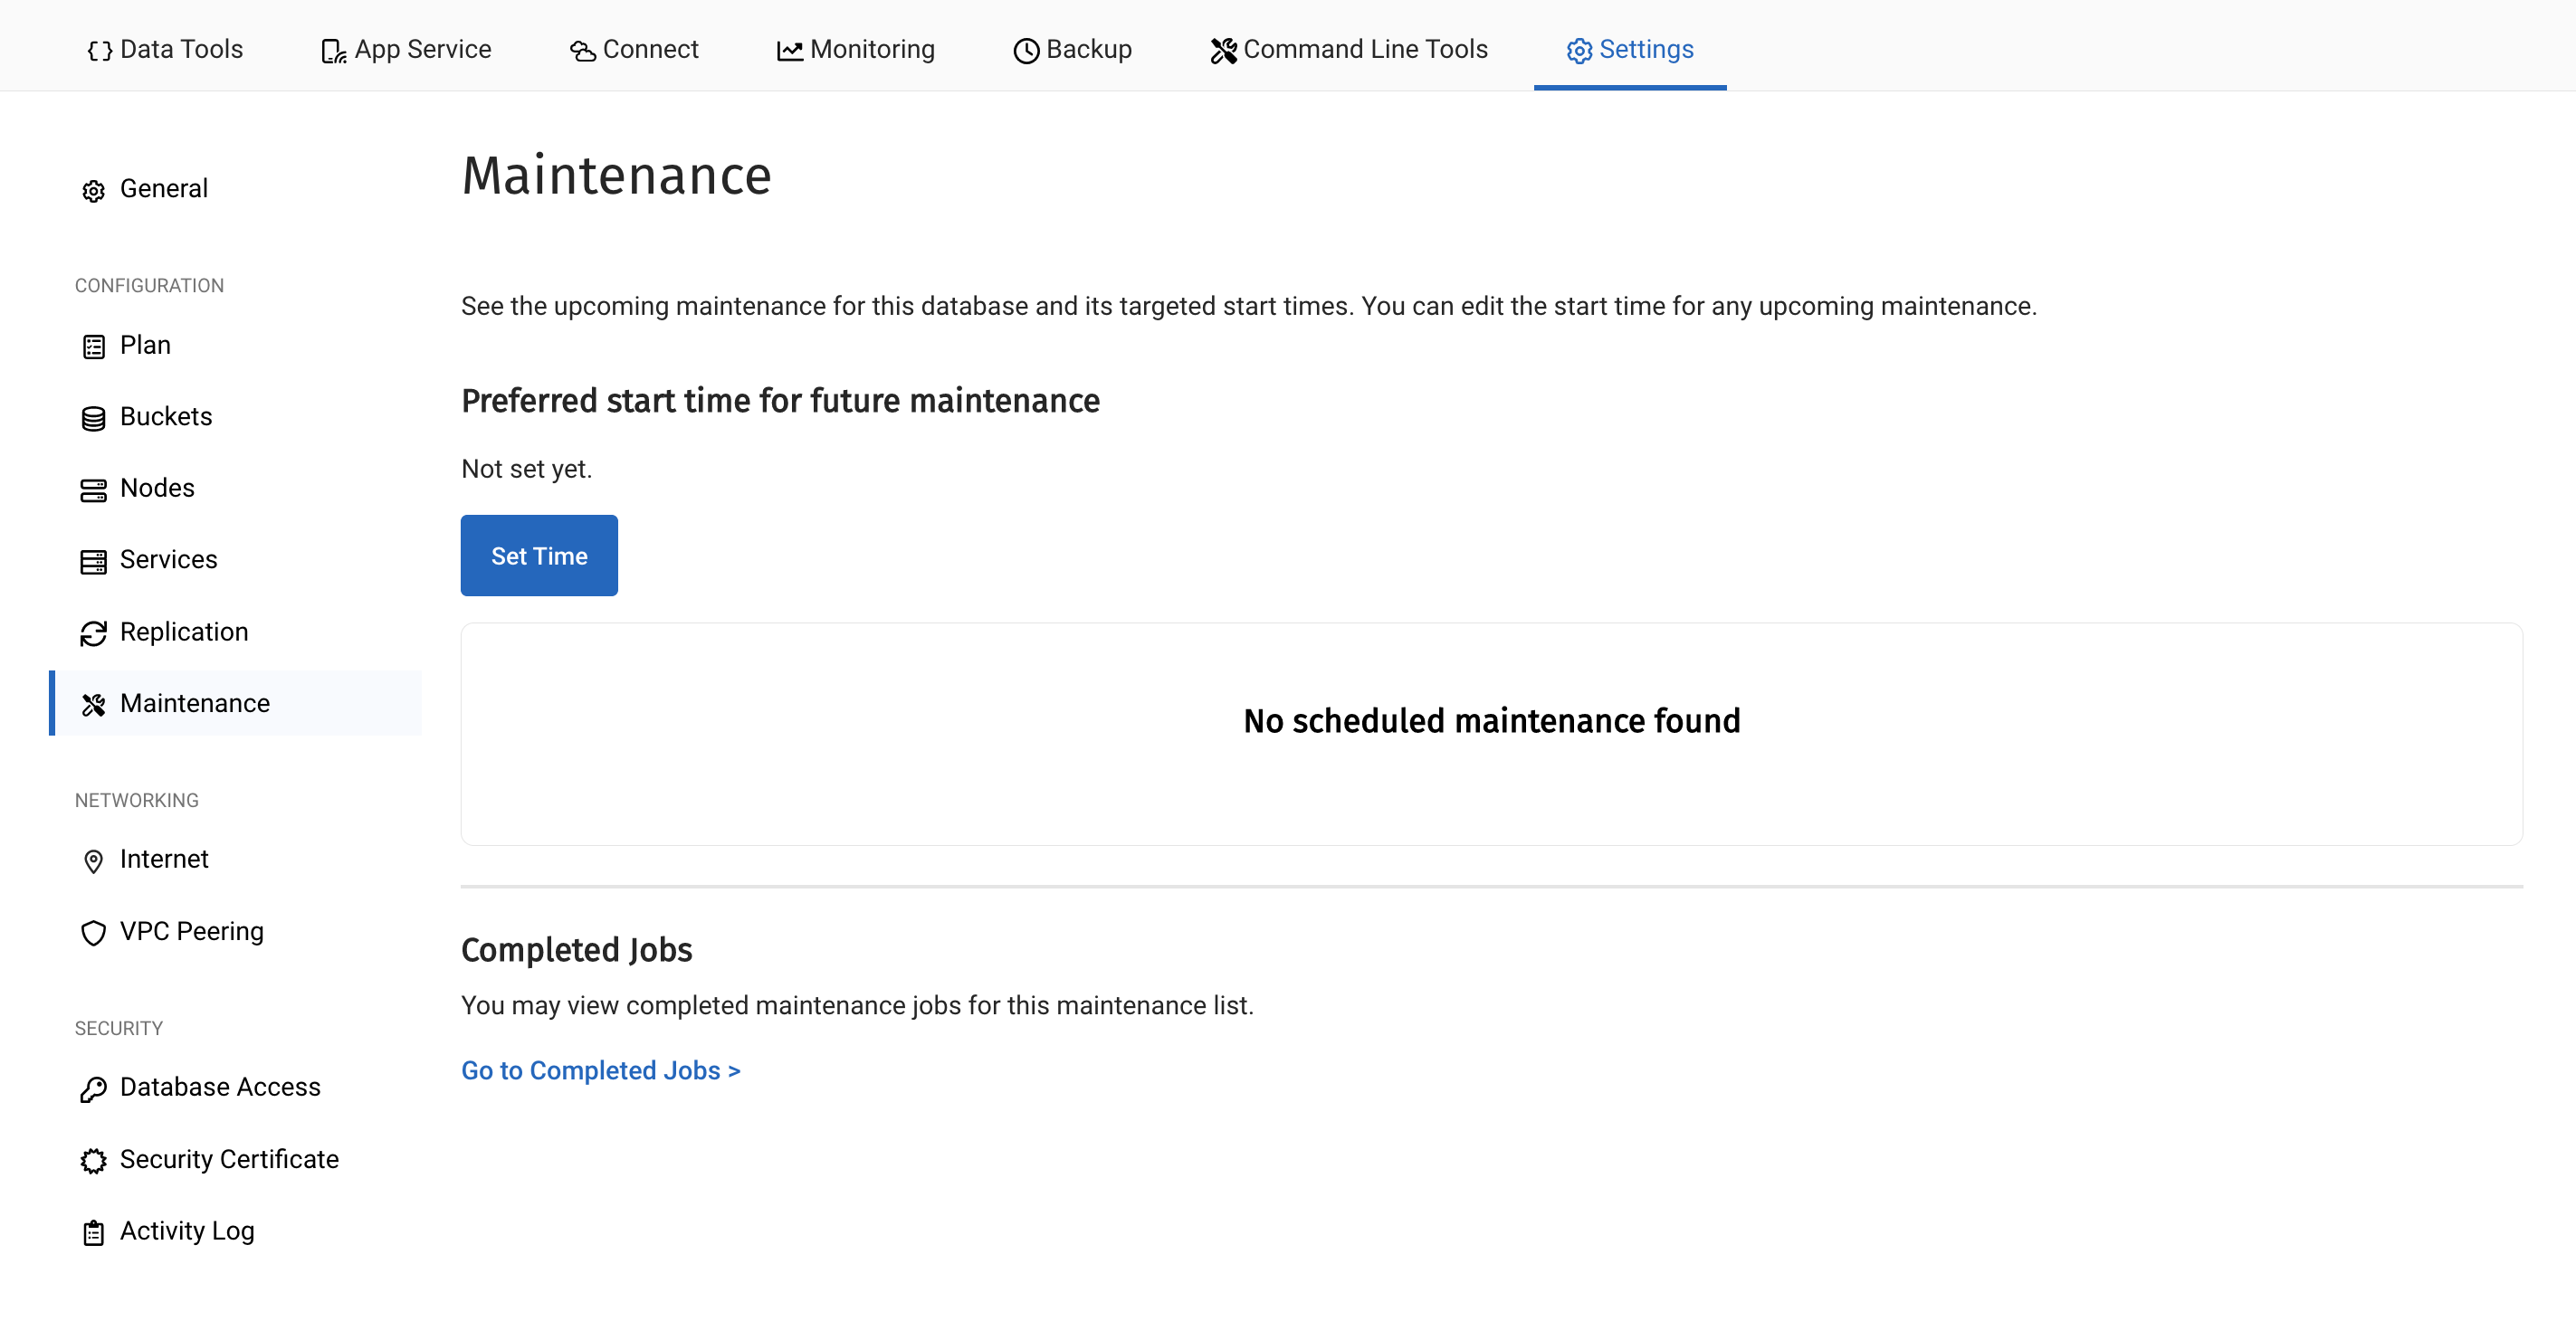 Data Tools
App Service
Connect
Monitoring
Backup
Command Line Tools
Settings
General
CONFIGURATION
Plan
Buckets
Nodes
Services
Replication
Maintenance
NETWORKING
Internet
VPC Peering
SECURITY
Database Access
Security Certificate
Activity Log
Maintenance
See the upcoming maintenance for this database and its targeted start times. You can edit the start time for any upcoming maintenance.
Preferred start time for future maintenance
Not set yet.
Set Time
No scheduled maintenance found
Completed Jobs
You may view completed maintenance jobs for this maintenance list.
Go to Completed Jobs >